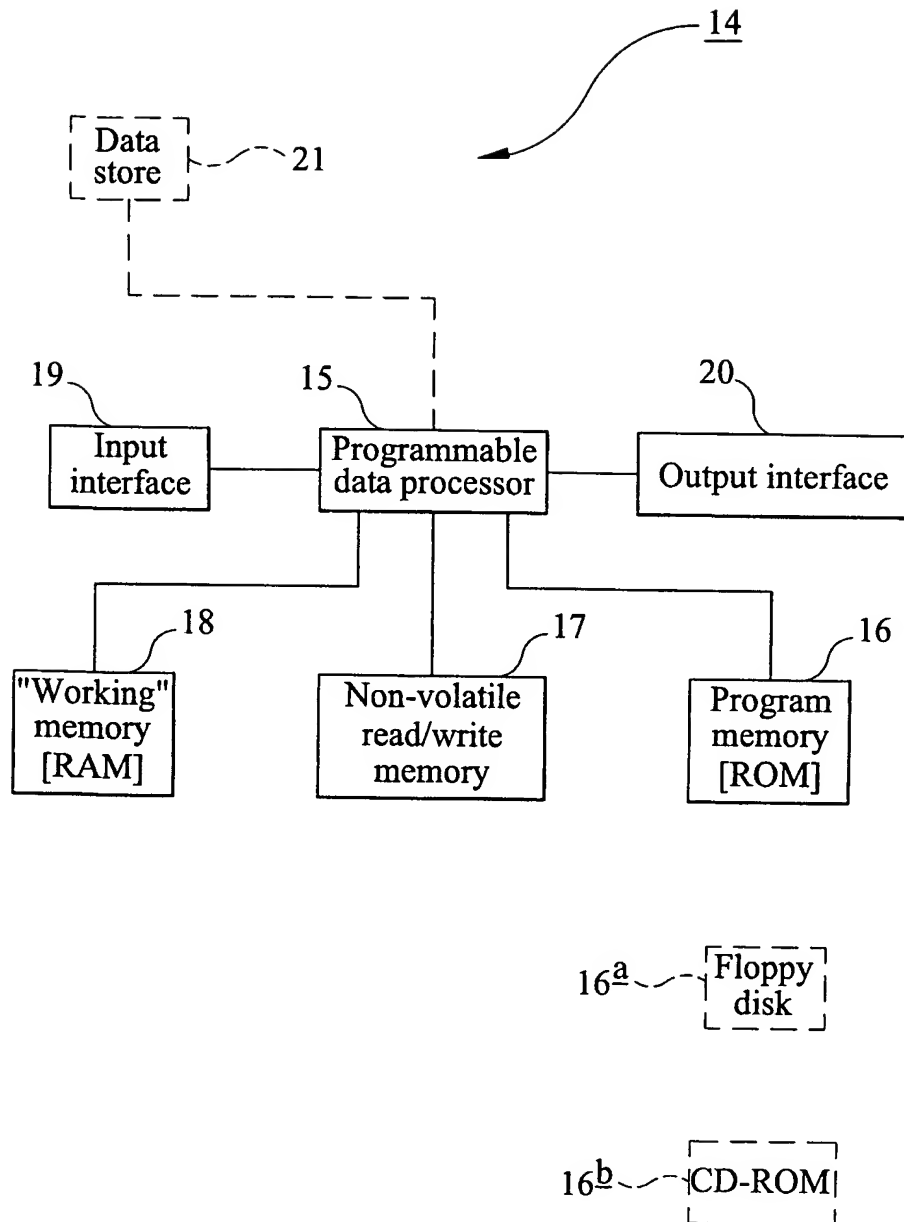 14
Data
store
21
19
15
20
Input
interface
Programmable
data processor
Output interface
18
17
16
"Working"
memory
[RAM]
Non-volatile
read/write
memory
Program
memory
[ROM]
16a
Floppy
disk
16b
CD-ROM